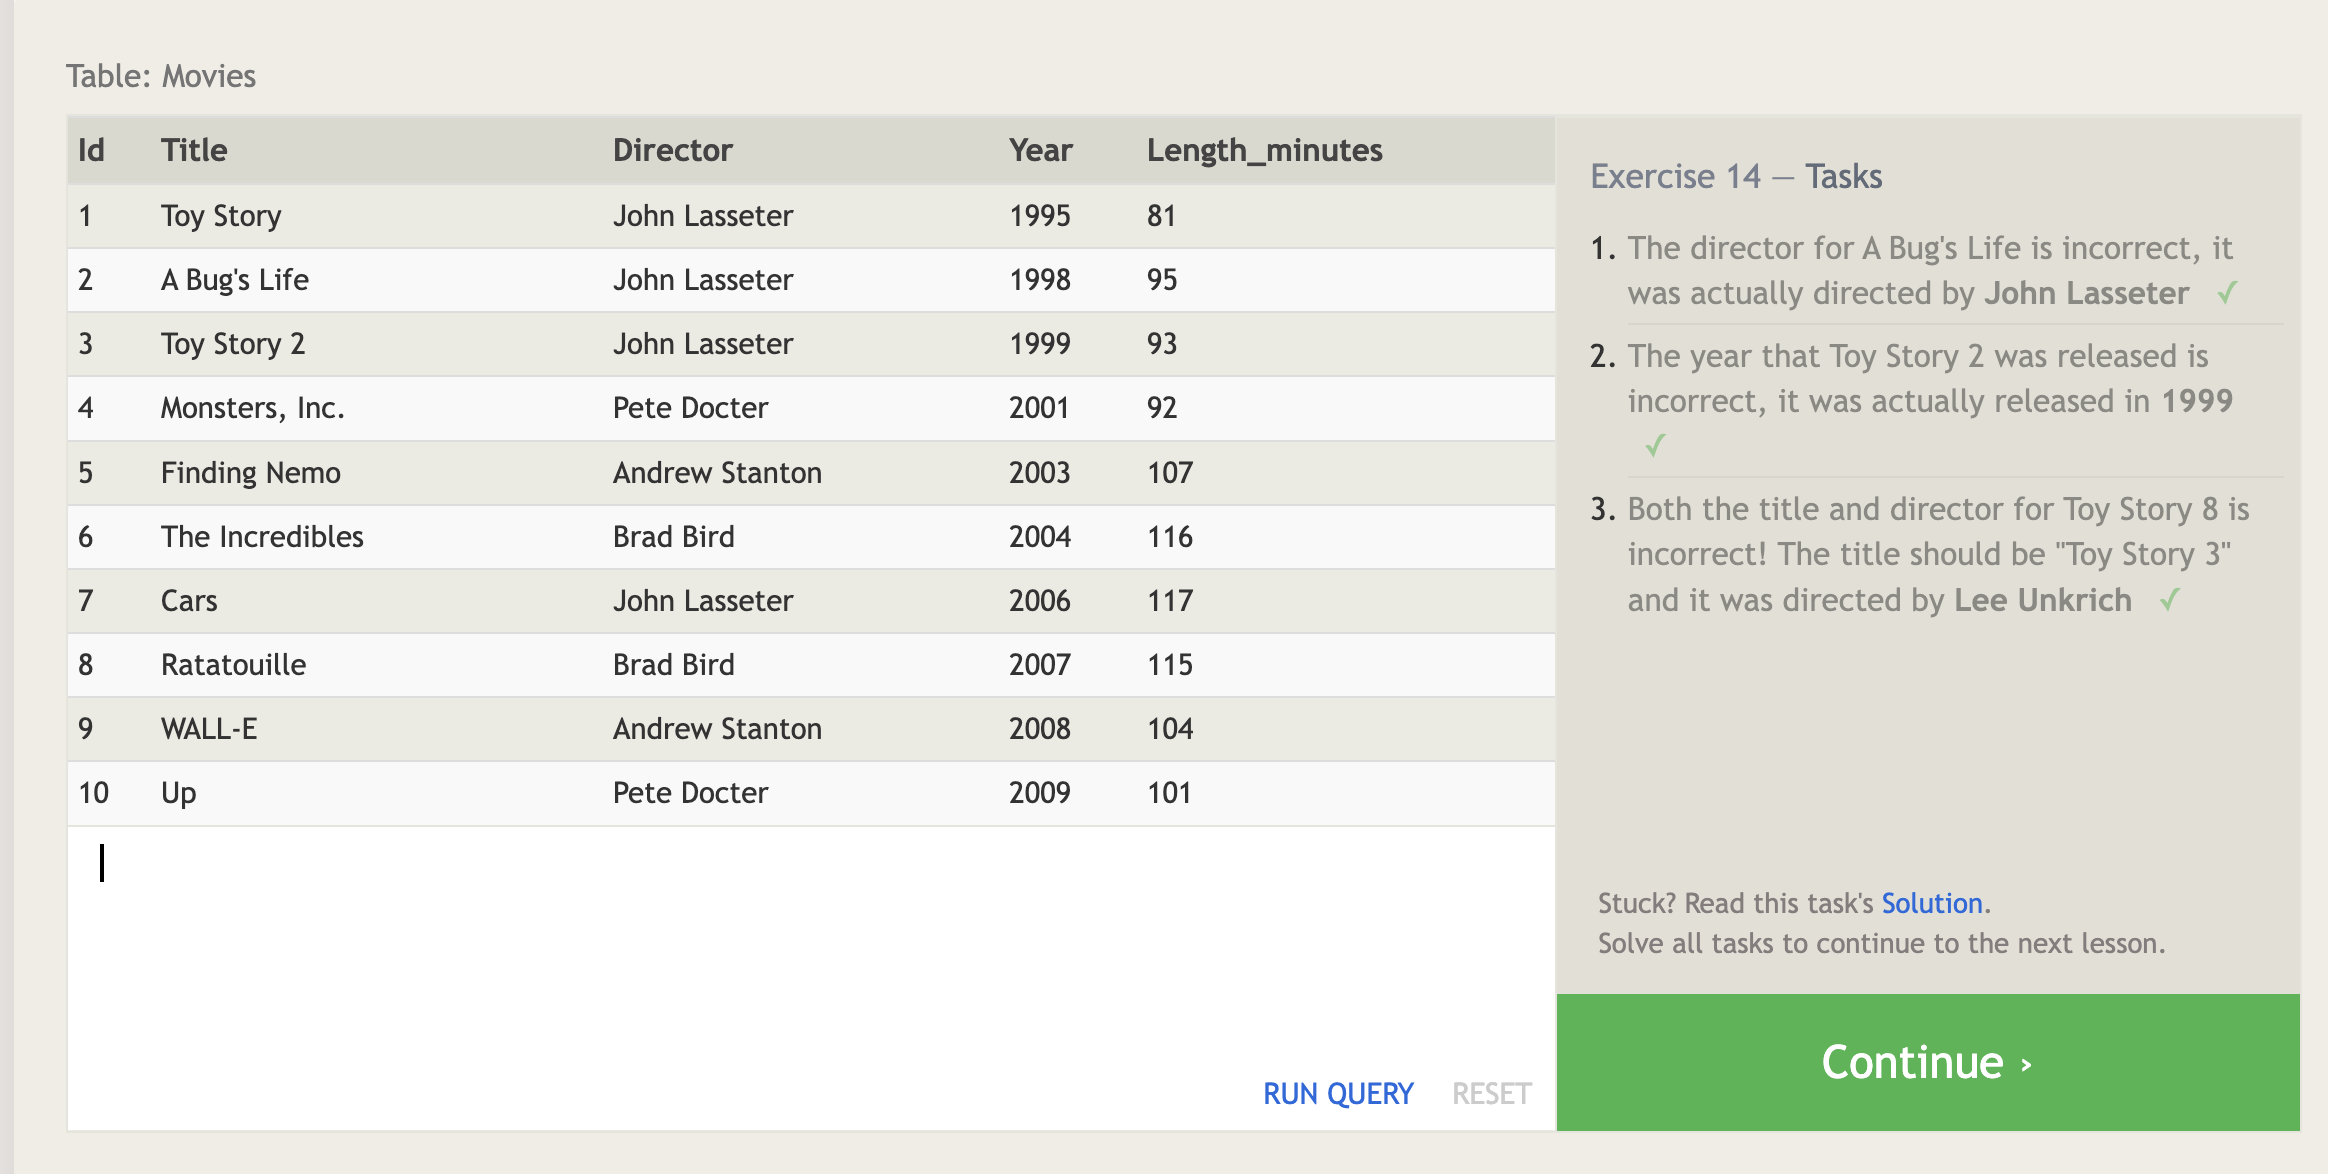 Table: Movies
Id Title Director Year Length_minutes
1 Toy Story John Lasseter 1995 81
2 A Bug's Life John Lasseter 1998 95
3 Toy Story 2 John Lasseter 1999 93
4 Monsters, Inc. Pete Docter 2001 92
5 Finding Nemo Andrew Stanton 2003 107
6 The Incredibles Brad Bird 2004 116
7 Cars John Lasseter 2006 117
8 Ratatouille Brad Bird 2007 115
9 WALL-E Andrew Stanton 2008 104
10 Up Pete Docter 2009 101
RUN QUERY RESET
Exercise 14 — Tasks
1. The director for A Bug's Life is incorrect, it
was actually directed by John Lasseter ✓
2. The year that Toy Story 2 was released is
incorrect, it was actually released in 1999
✓
3. Both the title and director for Toy Story 8 is
incorrect! The title should be "Toy Story 3"
and it was directed by Lee Unkrich ✓
Stuck? Read this task's Solution.
Solve all tasks to continue to the next lesson.
Continue ›